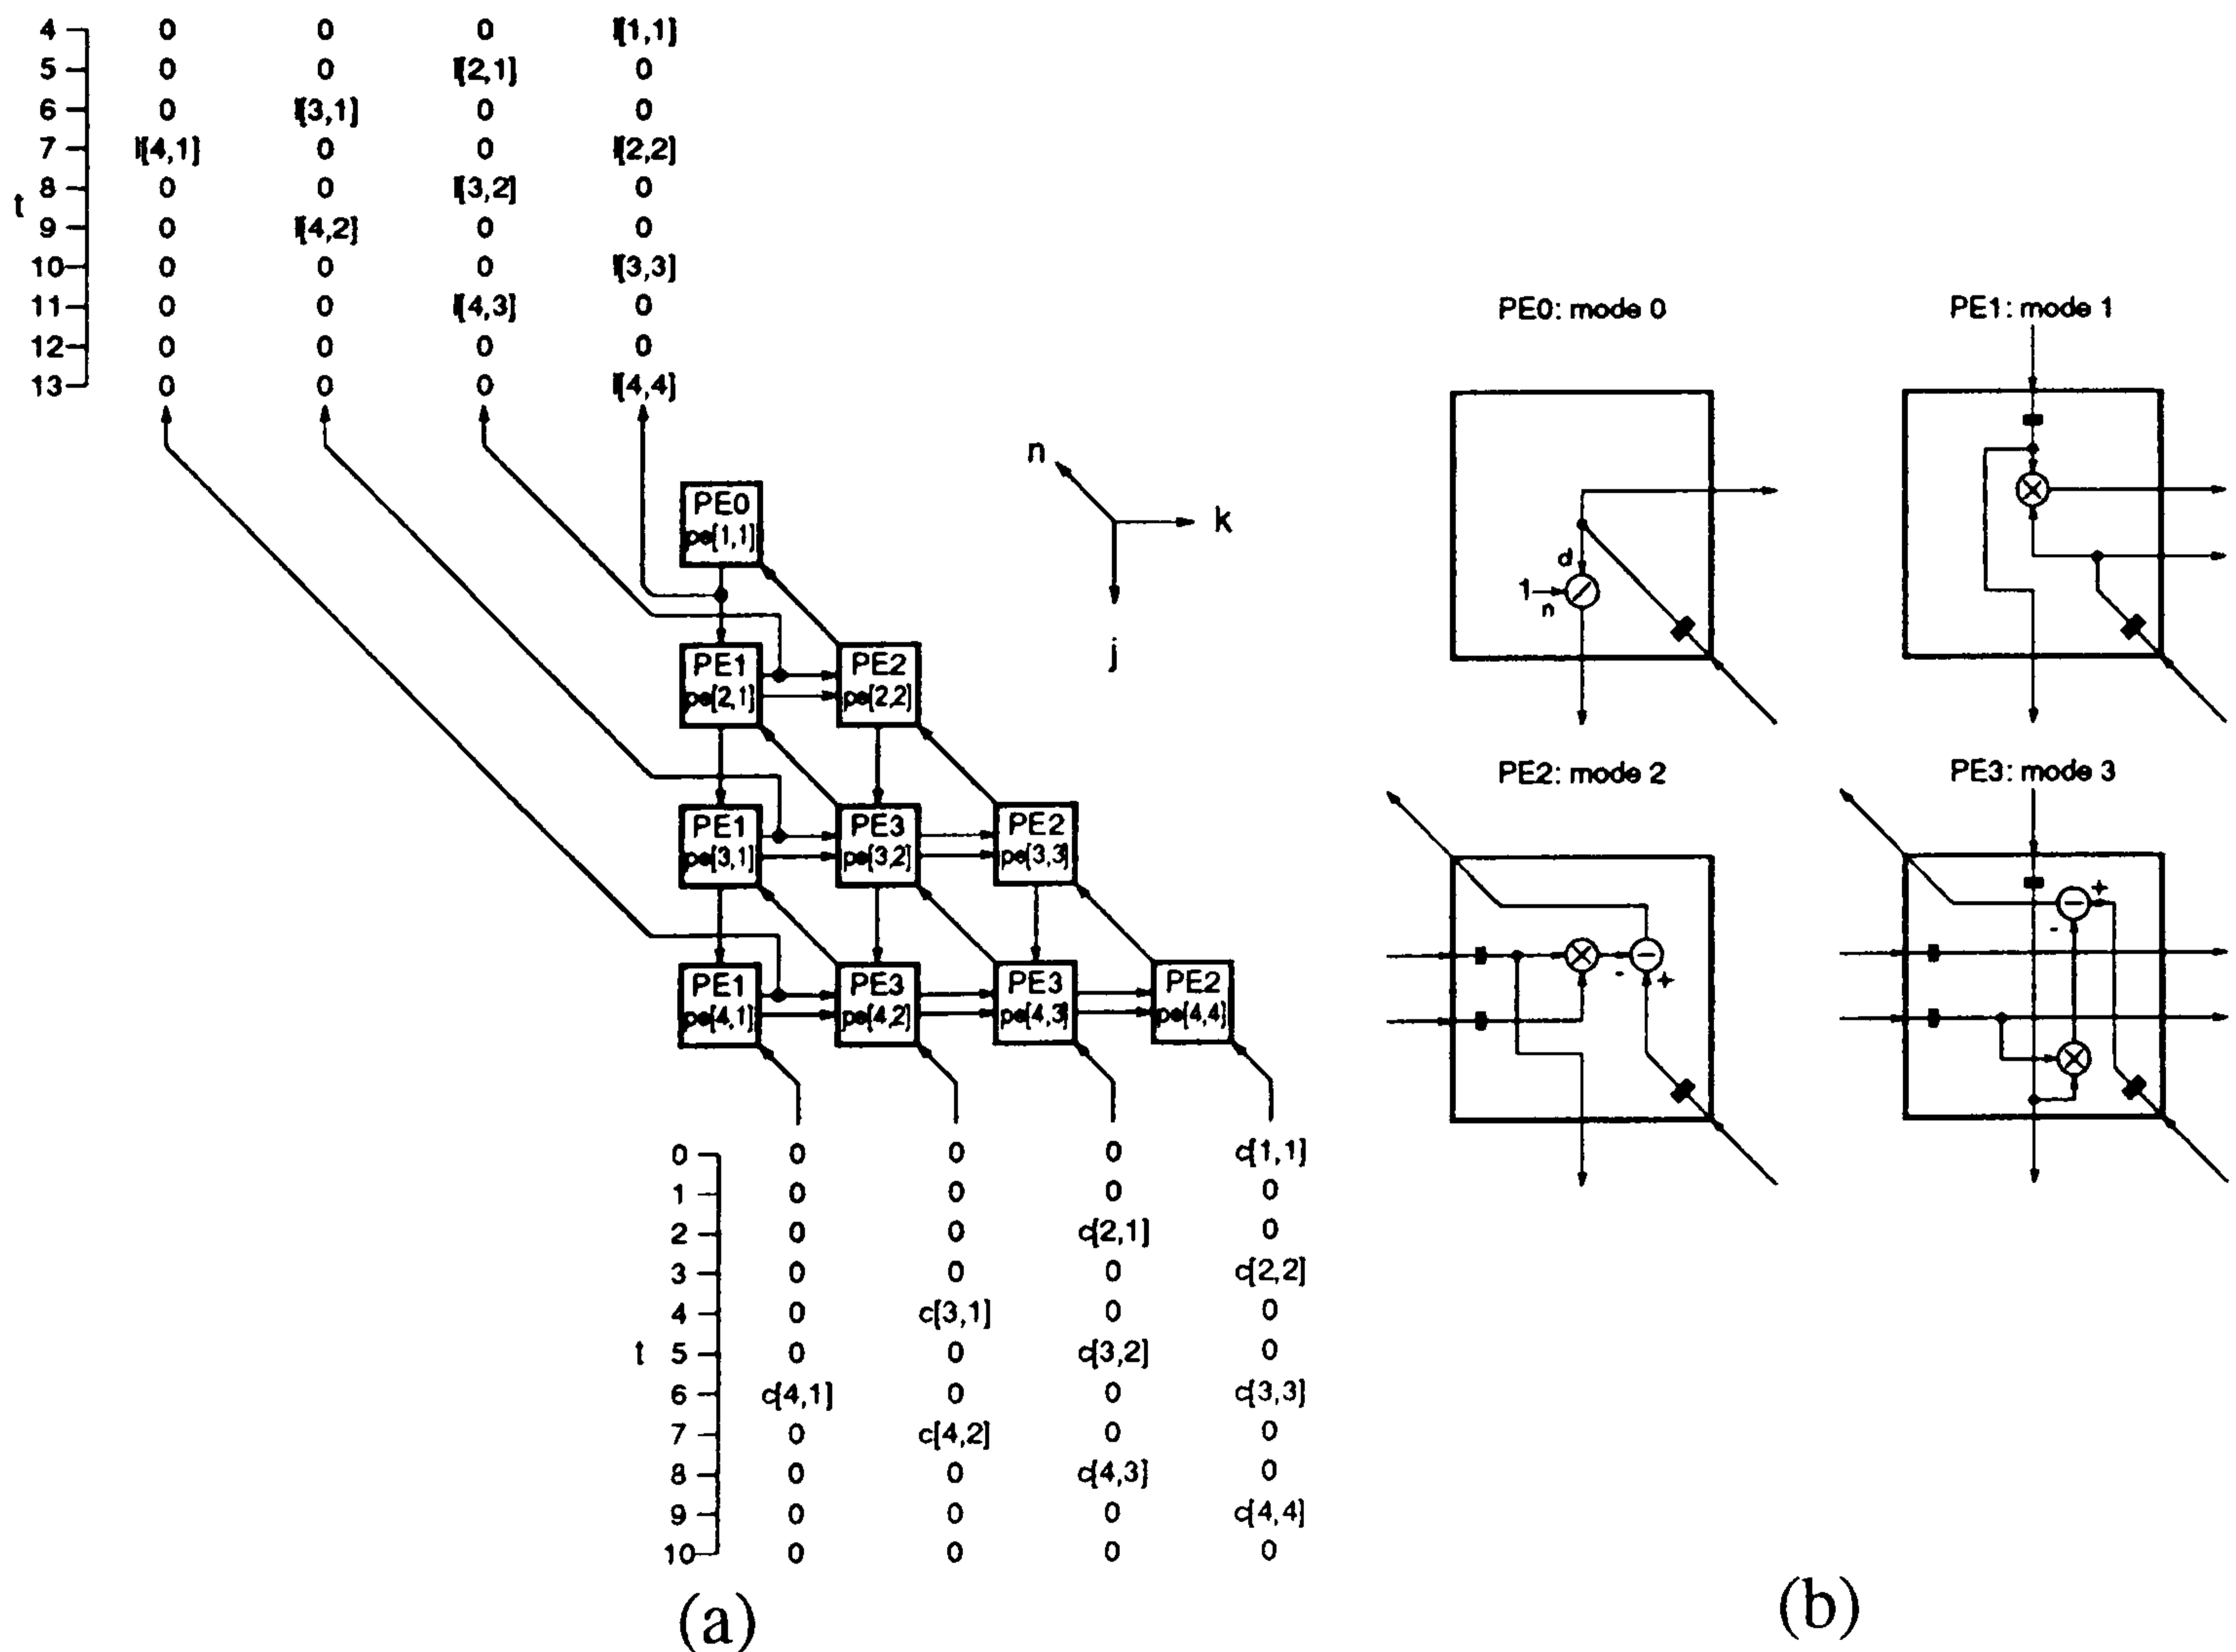 4 0 0 0 l[1,1]
5 0 0 l[2,1] 0
6 0 l[3,1] 0 0
7 l[4,1] 0 0 l[2,2]
8 0 0 l[3,2] 0
t
9 0 l[4,2] 0 0
10 0 0 0 l[3,3]
11 0 0 l[4,3] 0
12 0 0 0 0
13 0 0 0 l[4,4]
n
k
j
PE0
pe[1,1]
PE1
pe[2,1]
PE2
pe[2,2]
PE1
pe[3,1]
PE3
pe[3,2]
PE2
pe[3,3]
PE1
pe[4,1]
PE3
pe[4,2]
PE3
pe[4,3]
PE2
pe[4,4]
0 0 0 0 c[1,1]
1 0 0 0 0
2 0 0 c[2,1] 0
3 0 0 0 c[2,2]
4 0 c[3,1] 0 0
t 5 0 0 c[3,2] 0
6 c[4,1] 0 0 c[3,3]
7 0 c[4,2] 0 0
8 0 0 c[4,3] 0
9 0 0 0 c[4,4]
10 0 0 0 0
(a)
PE0: mode 0
d
1
n
PE1: mode 1
PE2: mode 2
- +
PE3: mode 3
+
-
(b)